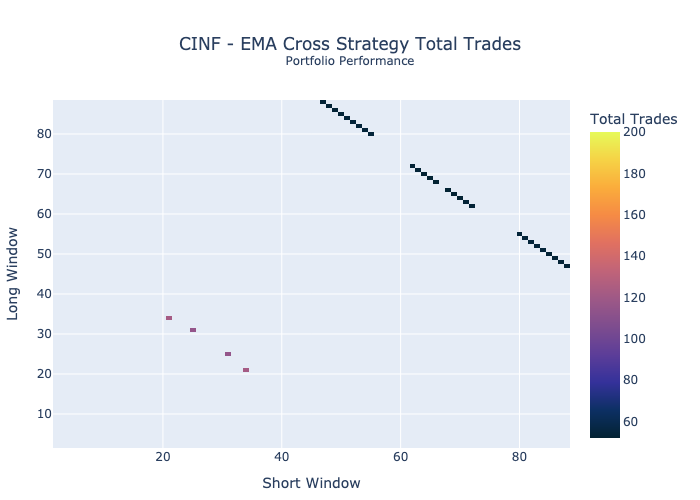 CINF - EMA Cross Strategy Total Trades
Portfolio Performance
Total Trades
200
180
160
140
120
100
80
60
Long Window
80
70
60
50
40
30
20
10
20 40 60 80
Short Window